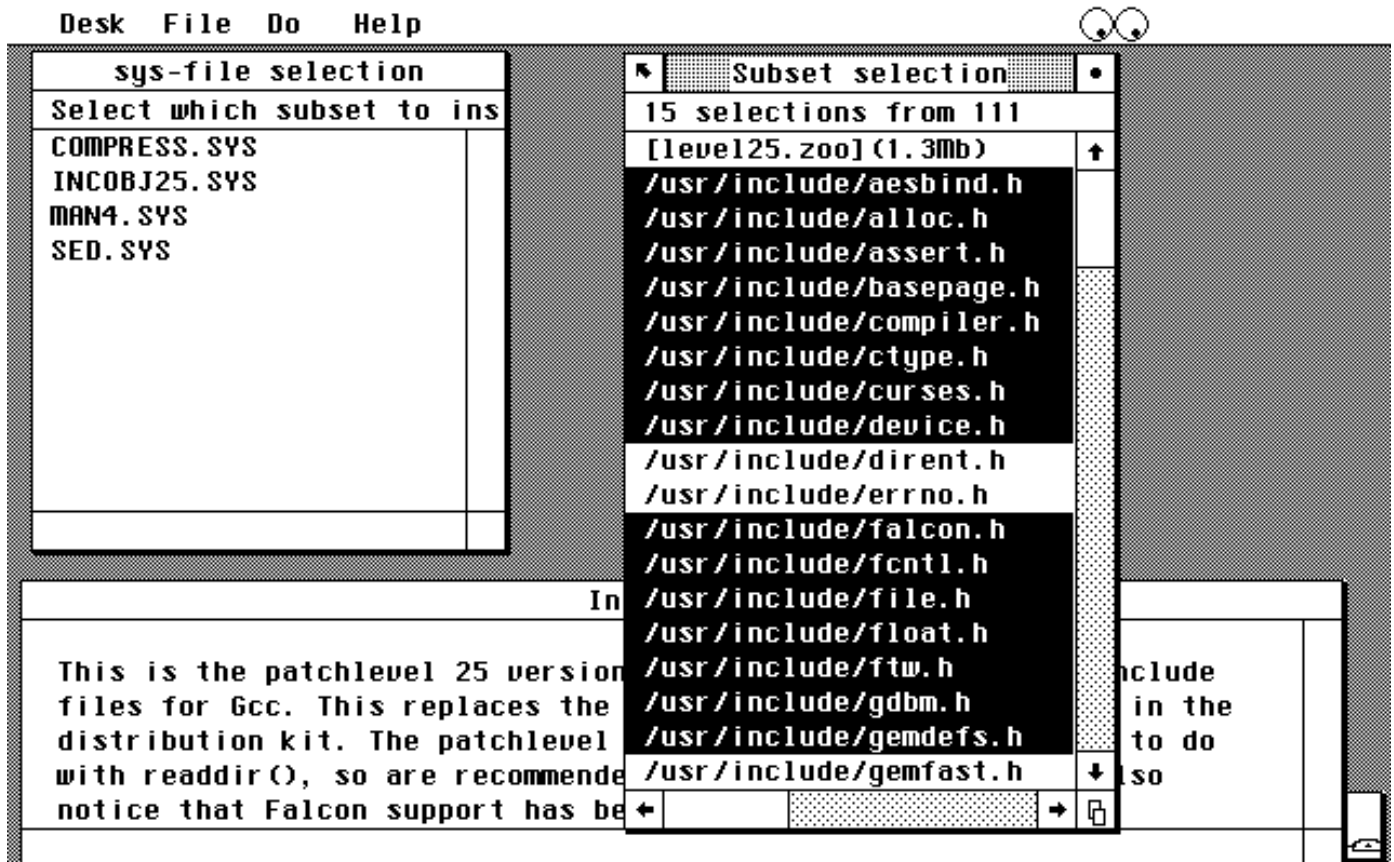 Desk File Do Help
sys-file selection
Select which subset to ins
COMPRESS.SYS
INCOBJ25.SYS
MAN4.SYS
SED.SYS
Subset selection
15 selections from 111
[level25.zoo](1.3Mb)
/usr/include/aesbind.h
/usr/include/alloc.h
/usr/include/assert.h
/usr/include/basepage.h
/usr/include/compiler.h
/usr/include/ctype.h
/usr/include/curses.h
/usr/include/device.h
/usr/include/dirent.h
/usr/include/errno.h
/usr/include/falcon.h
/usr/include/fcntl.h
/usr/include/file.h
/usr/include/float.h
/usr/include/ftw.h
/usr/include/gdbm.h
/usr/include/gemdefs.h
/usr/include/gemfast.h
In
This is the patchlevel 25 version nclude
files for Gcc. This replaces the in the
distribution kit. The patchlevel to do
with readdir(), so are recommende lso
notice that Falcon support has be